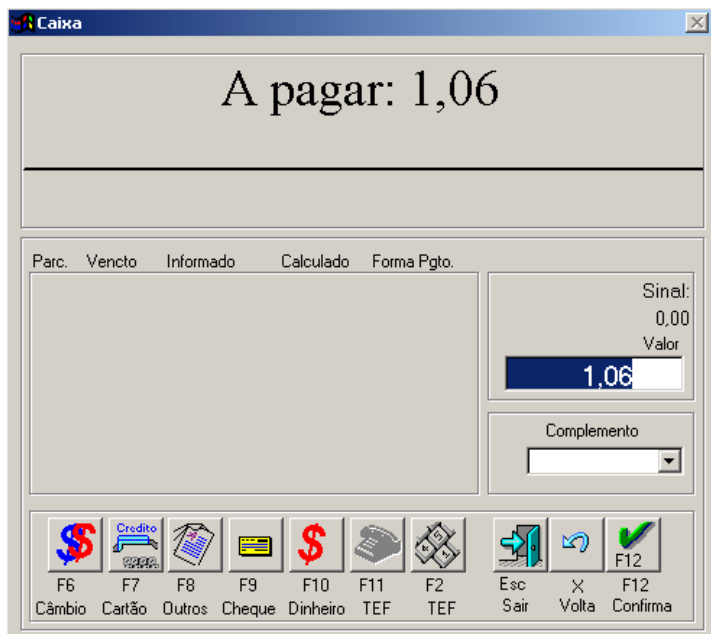 Caixa
A pagar: 1,06
Parc. Vencto Informado Calculado Forma Pgto.
Sinal:
0,00
Valor
1,06
Complemento
Credito
F12
F6 F7 F8 F9 F10 F11 F2 Esc X F12
Câmbio Cartão Outros Cheque Dinheiro TEF TEF Sair Volta Confirma